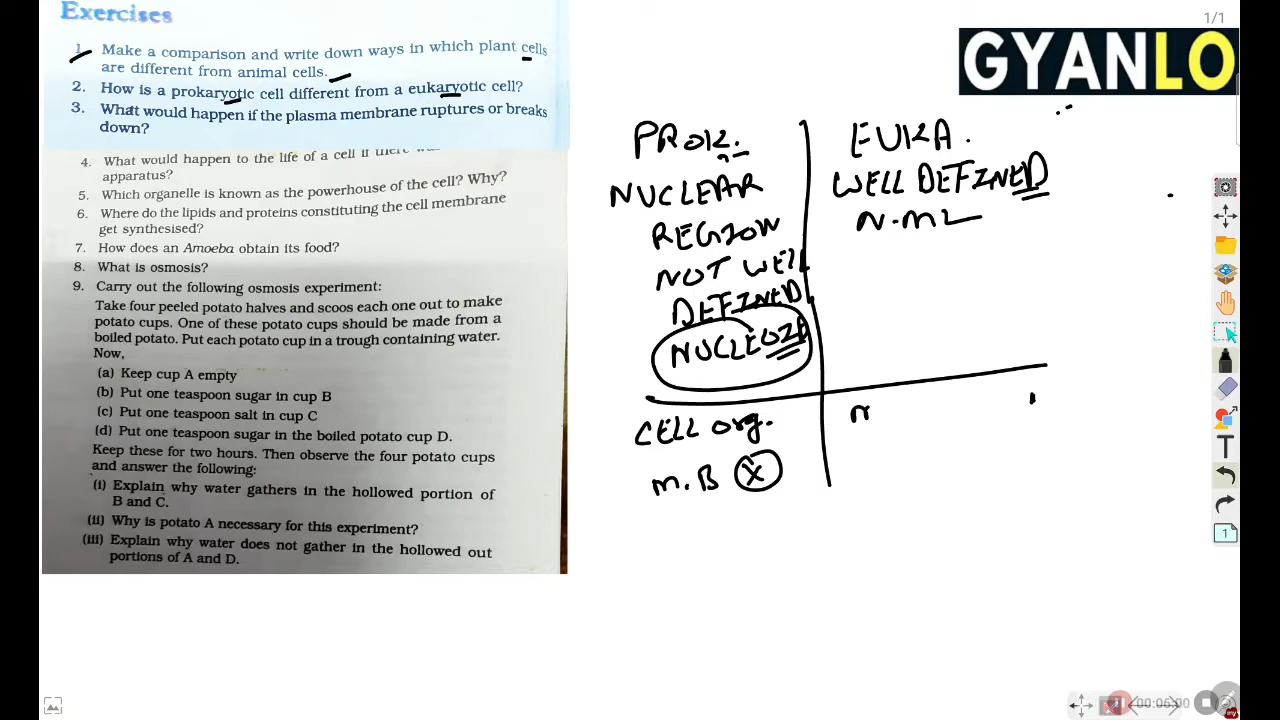 Exercises
1. Make a comparison and write down ways in which plant cells
are different from animal cells.
2. How is a prokaryotic cell different from a eukaryotic cell?
3. What would happen if the plasma membrane ruptures or breaks
down?
4. What would happen to the life of a cell if there
apparatus?
5. Which organelle is known as the powerhouse of the cell? Why?
6. Where do the lipids and proteins constituting the cell membrane
get synthesised?
7. How does an Amoeba obtain its food?
8. What is osmosis?
9. Carry out the following osmosis experiment:
Take four peeled potato halves and scoos each one out to make
potato cups. One of these potato cups should be made from a
boiled potato. Put each potato cup in a trough containing water.
Now,
(a) Keep cup A empty
(b) Put one teaspoon sugar in cup B
(c) Put one teaspoon salt in cup C
(d) Put one teaspoon sugar in the boiled potato cup D.
Keep these for two hours. Then observe the four potato cups
and answer the following:
(i) Explain why water gathers in the hollowed portion of
B and C.
(ii) Why is potato A necessary for this experiment?
(iii) Explain why water does not gather in the hollowed out
portions of A and D.
1/1
GYANLO
PROK.
NUCLEAR
REGION
NOT WELL
DEFINED
CELL org.
M.B X
EUKA.
WELL DEFINED
N
T
1
00:06:00